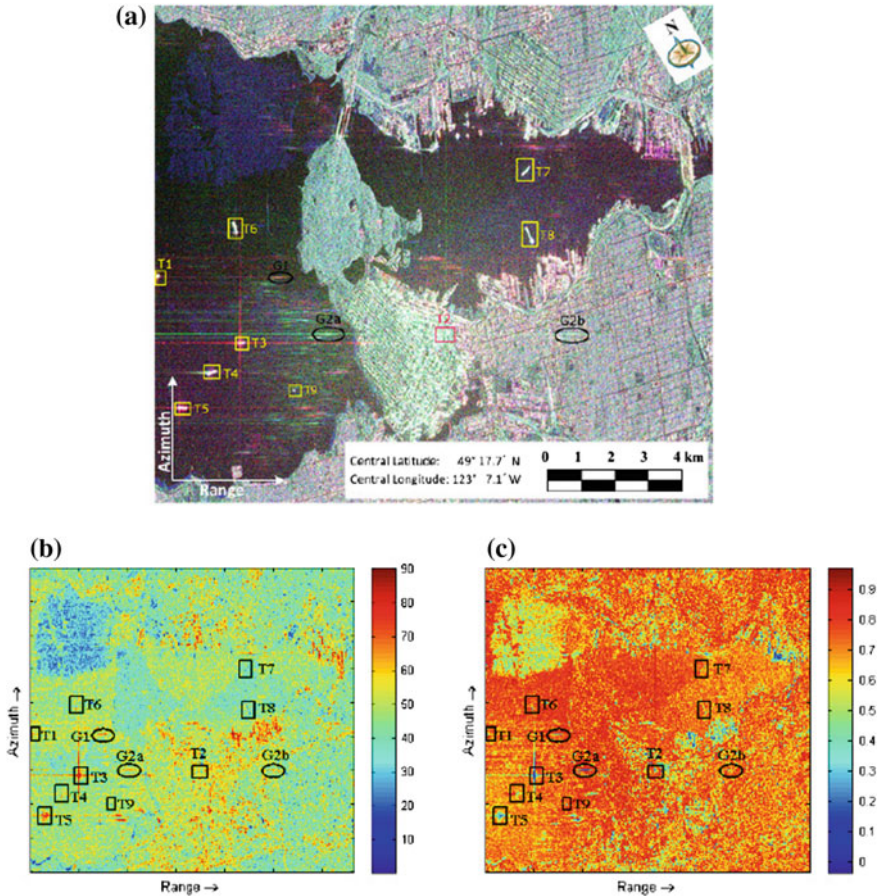 (a)
N
T7
T6
T8
T1
G1
G2a
T2
G2b
T3
T4
T9
T5
Azimuth
Range
Central Latitude: 49° 17.7´ N
Central Longitude: 123° 7.1´ W
0 1 2 3 4 km
(b)
(c)
90
80
70
60
50
40
30
20
10
0
T7
T6
T8
T1
G1
G2a
T2
G2b
T3
T4
T9
T5
Azimuth →
Range →
0.9
0.8
0.7
0.6
0.5
0.4
0.3
0.2
0.1
0
T7
T6
T8
T1
G1
G2a
T2
G2b
T3
T4
T9
T5
Azimuth →
Range →